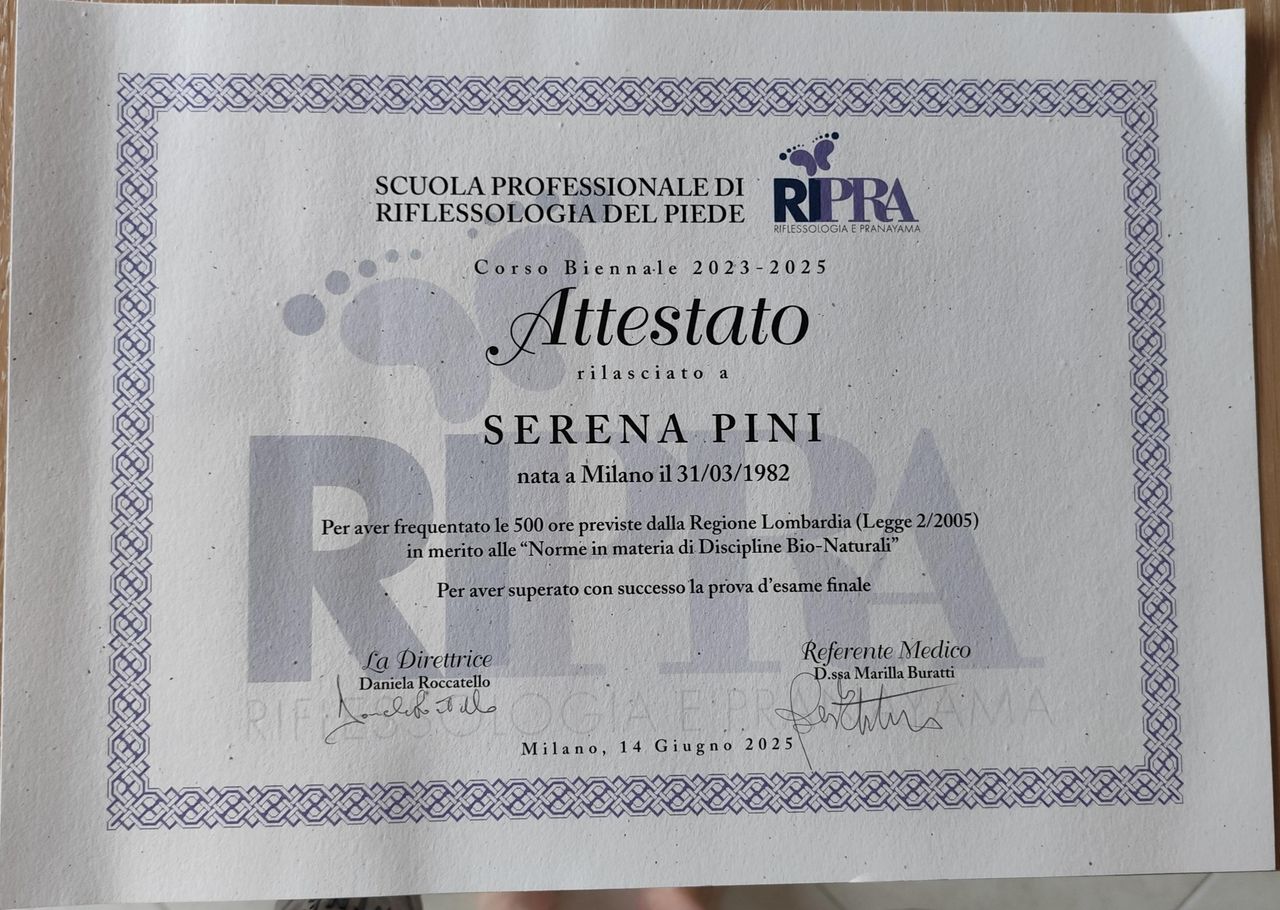 SCUOLA PROFESSIONALE DI
RIFLESSOLOGIA DEL PIEDE
RIPRA
RIFLESSOLOGIA E PRANAYAMA
Corso Biennale 2023-2025
Attestato
rilasciato a
SERENA PINI
nata a Milano il 31/03/1982
Per aver frequentato le 500 ore previste dalla Regione Lombardia (Legge 2/2005)
in merito alle “Norme in materia di Discipline Bio-Naturali”
Per aver superato con successo la prova d’esame finale
La Direttrice
Daniela Roccatello
Referente Medico
D.ssa Marilla Buratti
RIPRA
RIFLESSOLOGIA E PRANAYAMA
Milano, 14 Giugno 2025